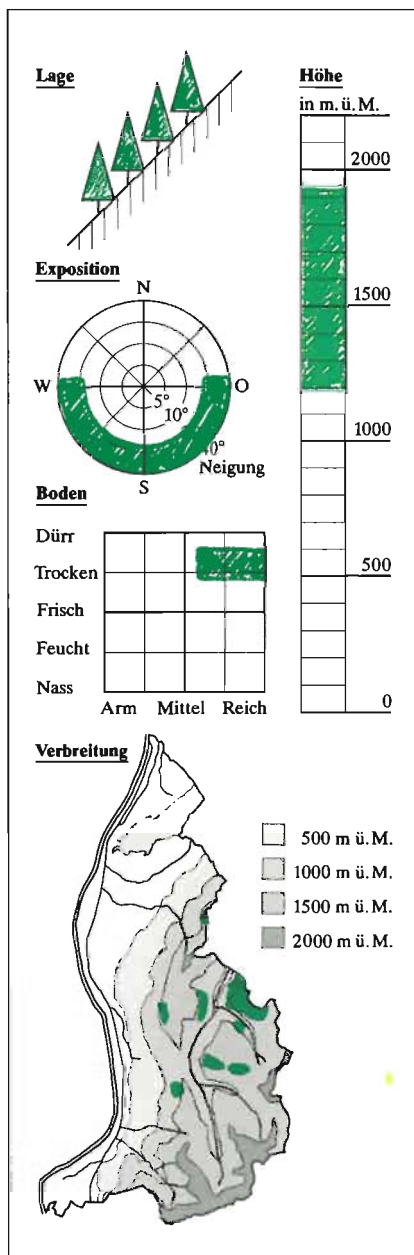 Lage
Höhe
in m. ü. M.
2000
1500
1000
500
0
Exposition
N
W
O
S
5°
10°
40°
Neigung
Boden
Dürr
Trocken
Frisch
Feucht
Nass
Arm Mittel Reich
Verbreitung
500 m ü. M.
1000 m ü. M.
1500 m ü. M.
2000 m ü. M.